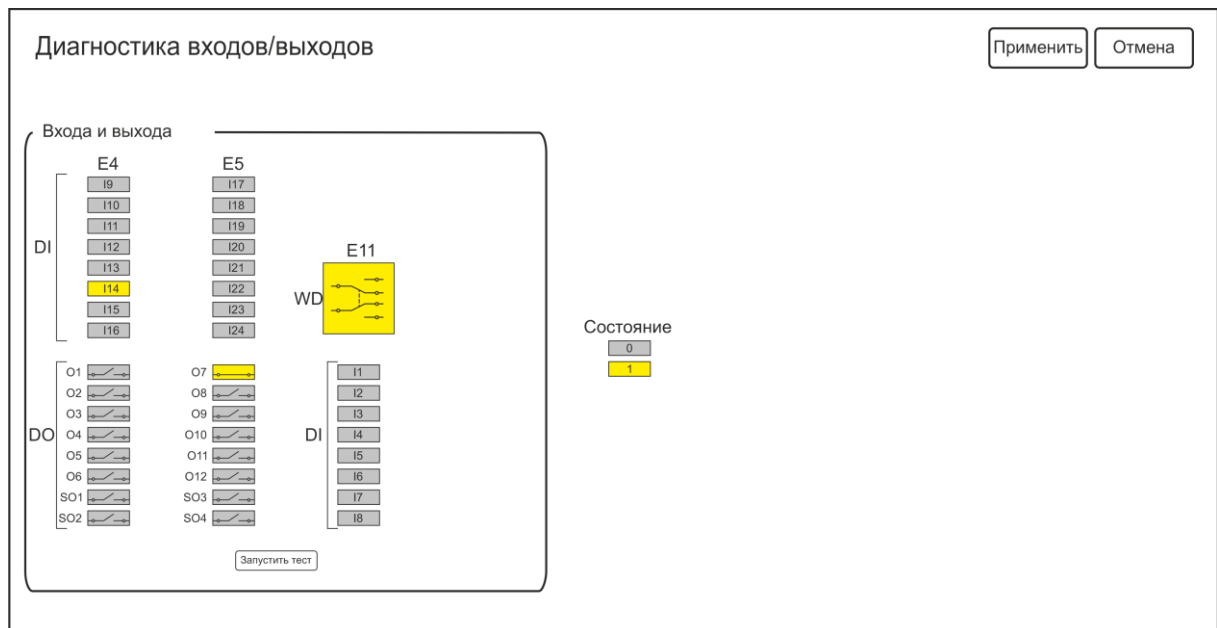 Диагностика входов/выходов
Применить
Отмена
Входа и выхода
E4
E5
I9
I17
I10
I18
I11
I19
DI
I12
I20
E11
I13
I21
I14
I22
WD
I15
I23
I16
I24
Состояние
0
1
O1
O7
I1
O2
O8
I2
O3
O9
I3
DO
O4
O10
DI
I4
O5
O11
I5
O6
O12
I6
SO1
SO3
I7
SO2
SO4
I8
Запустить тест